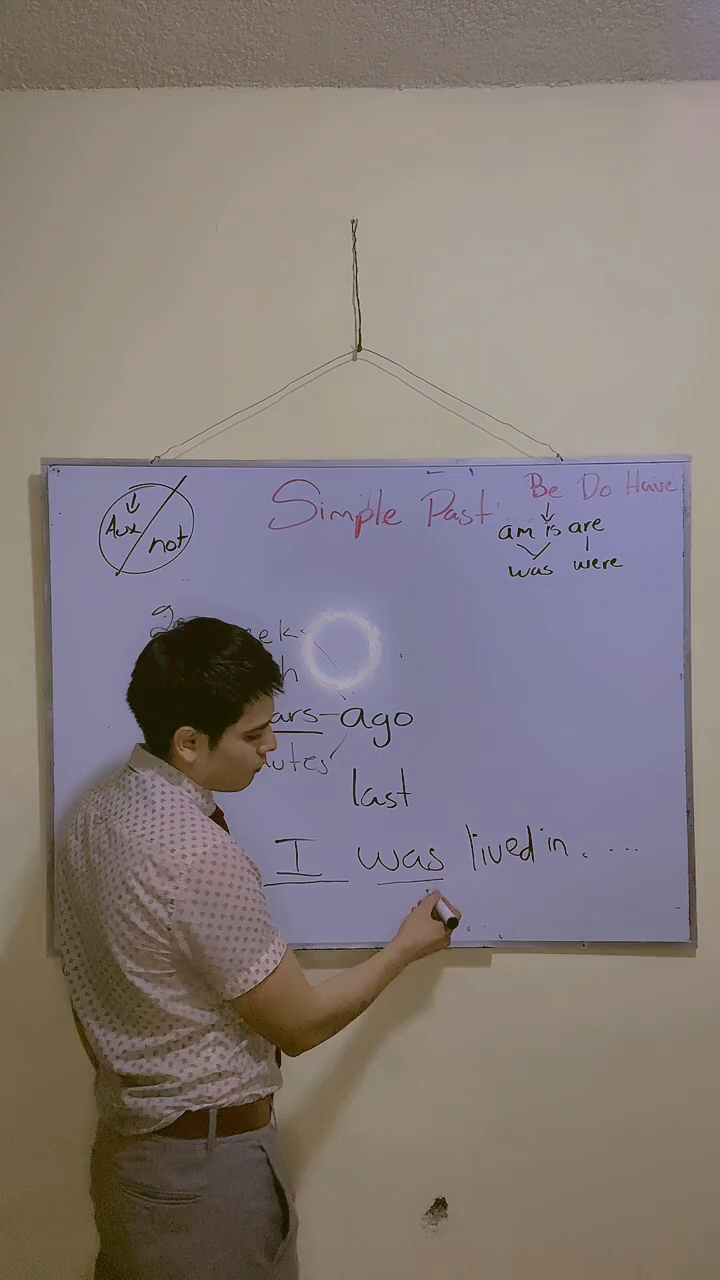 Simple Past Be Do Have
Aux/not
am is are
was were
ago
last
I was lived in. ...